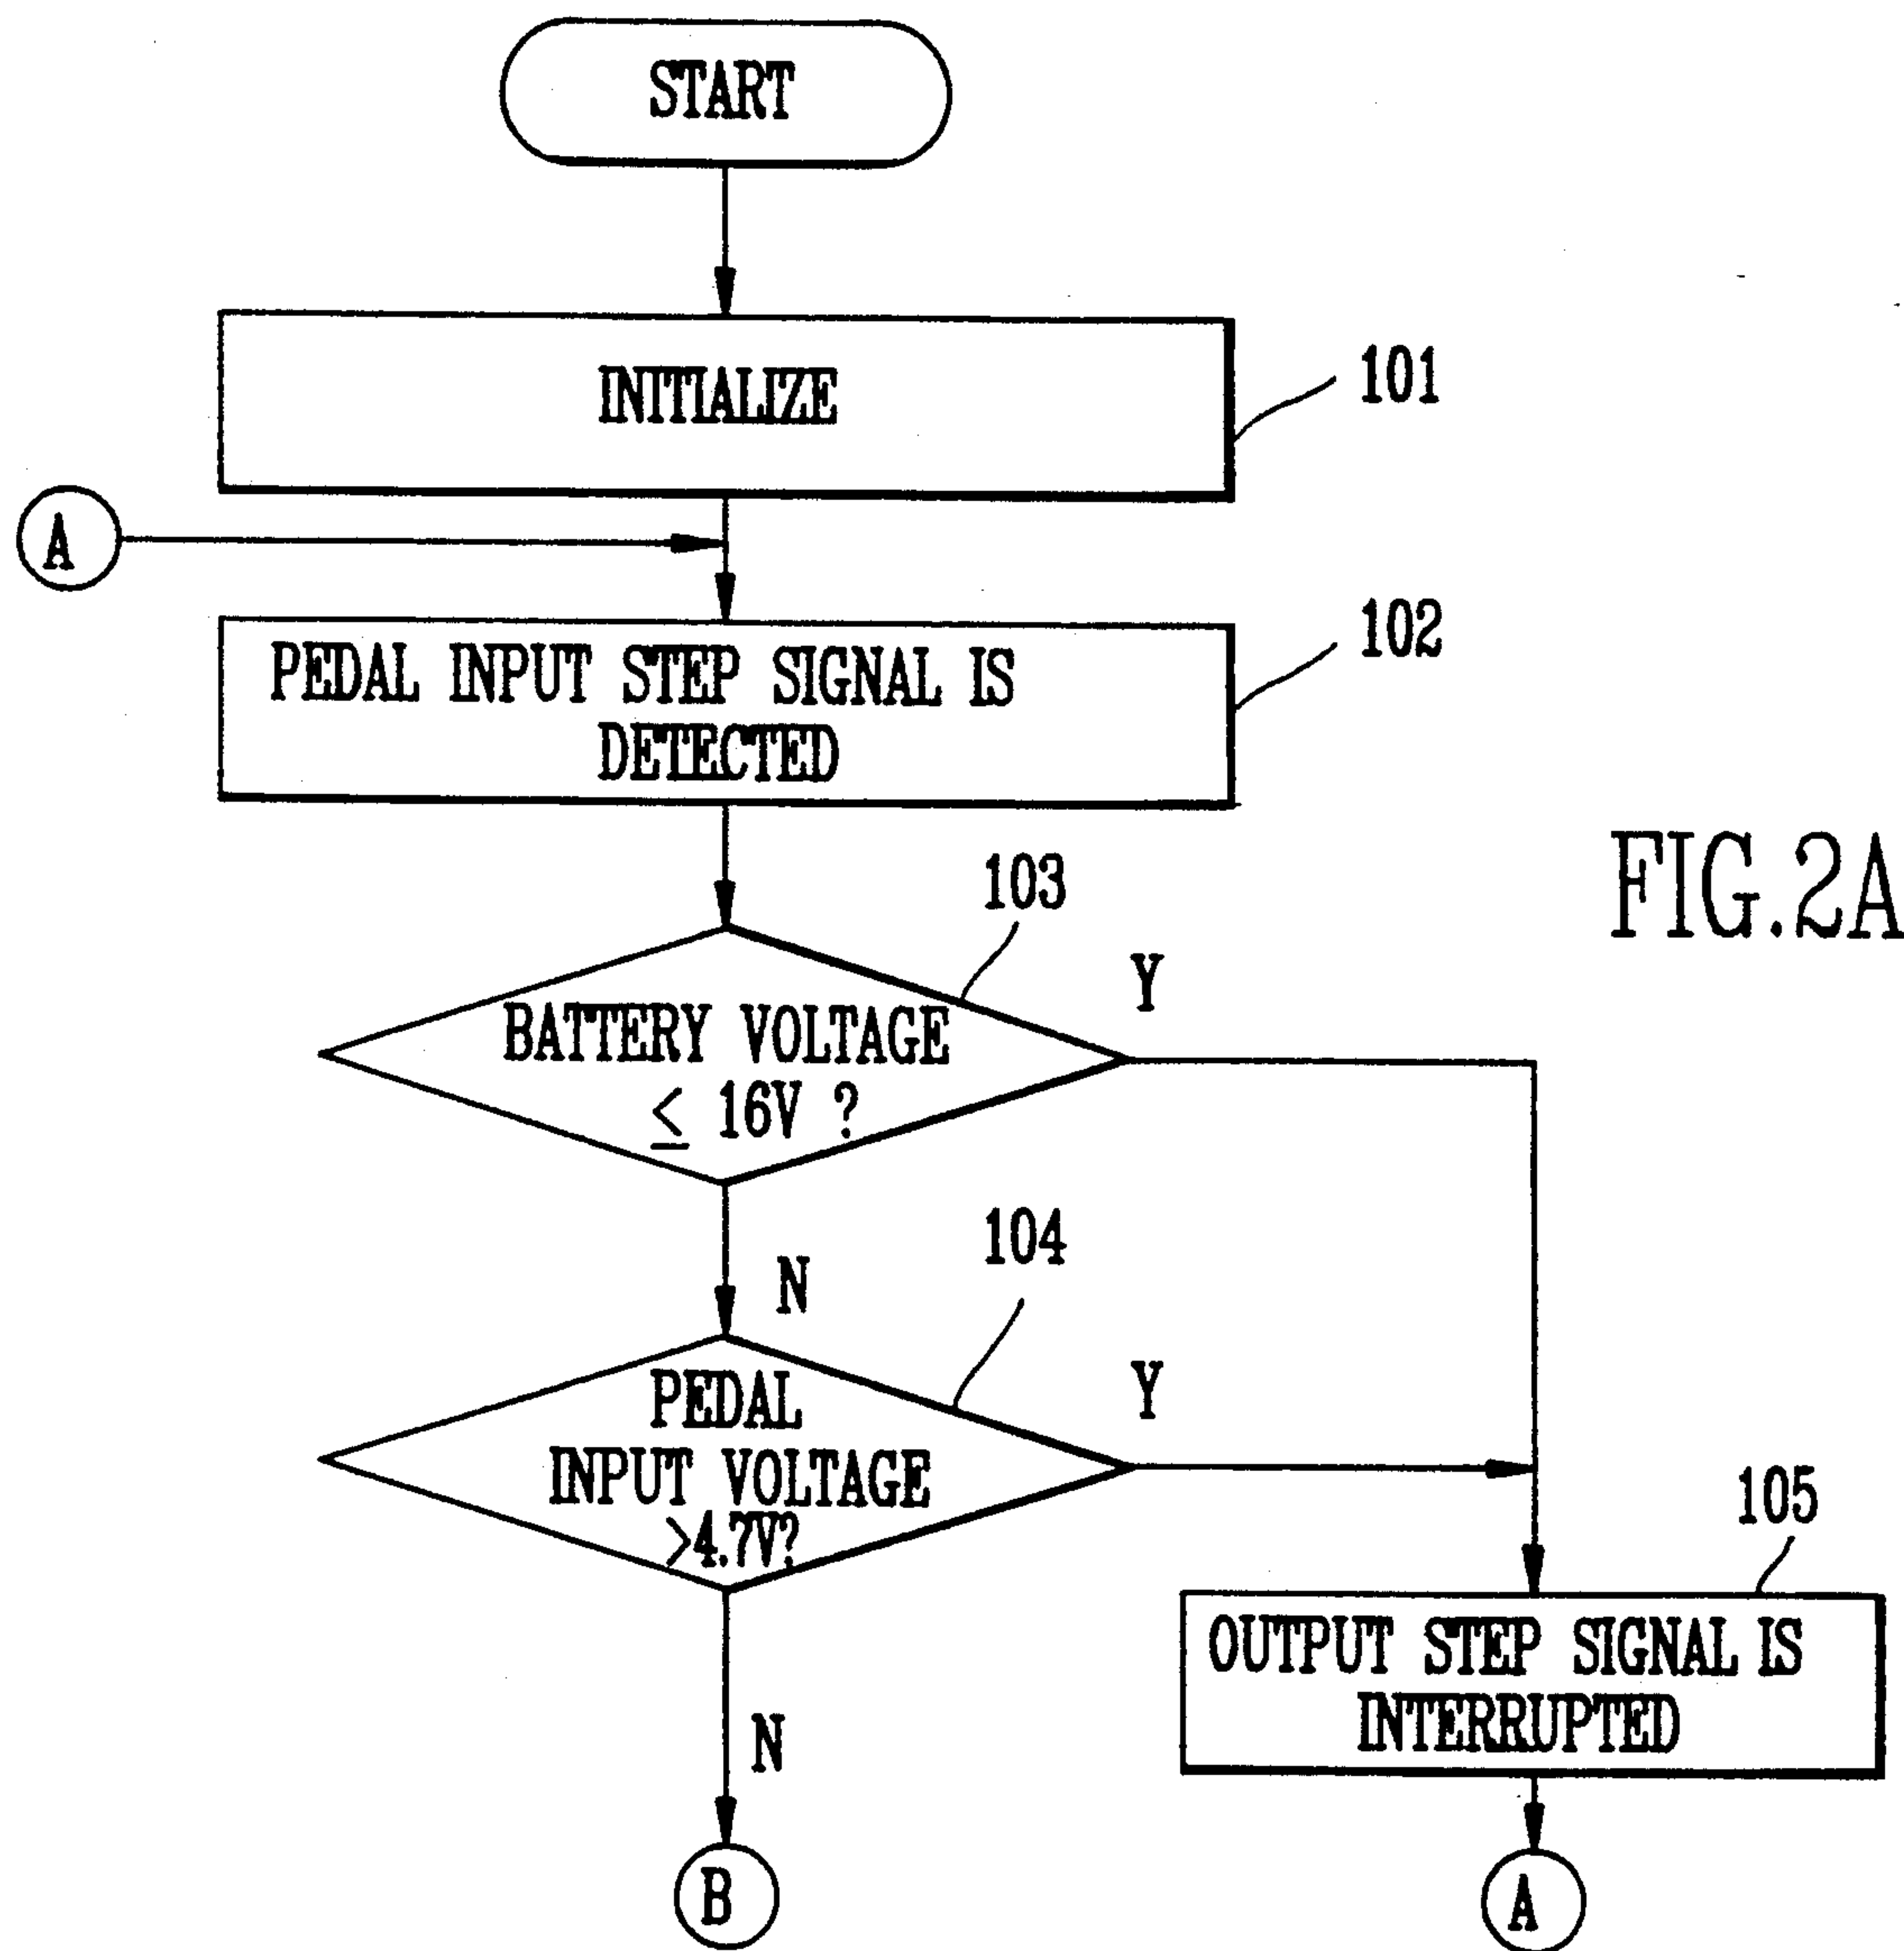 START
INITIALIZE
101
A
PEDAL INPUT STEP SIGNAL IS
DETECTED
102
FIG.2A
103
BATTERY VOLTAGE
≤ 16V ?
Y
N
104
PEDAL
INPUT VOLTAGE
>4.7V?
Y
N
105
OUTPUT STEP SIGNAL IS
INTERRUPTED
B
A